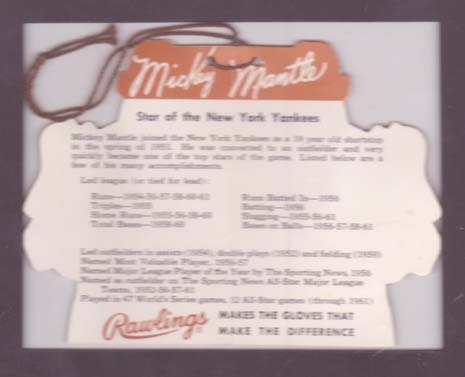 Micky Mantle
Star of the New York Yankees
Mickey Mantle joined the New York Yankees as a 19 year old shortstop
in the spring of 1951. He was converted to an outfielder and very
quickly became one of the top stars of the game. Listed below are a
few of his many accomplishments.
Led league (or tied for lead):
Runs—1954-56-57-58-60-61
Triples—1955
Home Runs—1955-56-58-60
Total Bases—1956-60
Runs Batted In—1956
Batting—1956
Slugging—1955-56-61
Bases on Balls—1956-57-58-61
Led outfielders in assists (1954), double plays (1952) and fielding (1959)
Named Most Valuable Player, 1956-57
Named Major League Player of the Year by The Sporting News, 1956
Named as outfielder on The Sporting News All-Star Major League
Teams, 1952-56-57-61
Played in 47 World's Series games, 12 All-Star games (through 1961)
Rawlings®
MAKES THE GLOVES THAT
MAKE THE DIFFERENCE